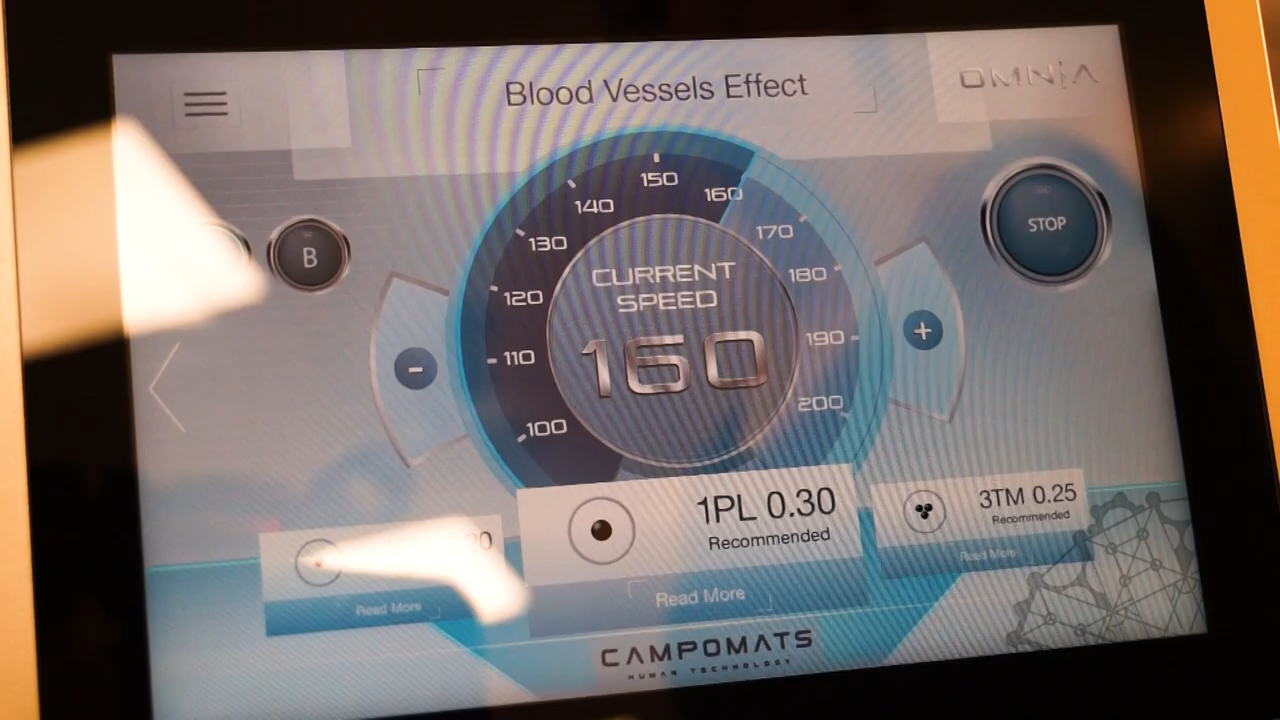 Blood Vessels Effect
OMNIA
B
STOP
150
140
160
130
170
120
180
110
190
100
200
CURRENT
SPEED
160
-
+
1PL 0.30
Recommended
Read More
3TM 0.25
Recommended
Read More
Read More
CAMPOMATS
HUMAN TECHNOLOGY